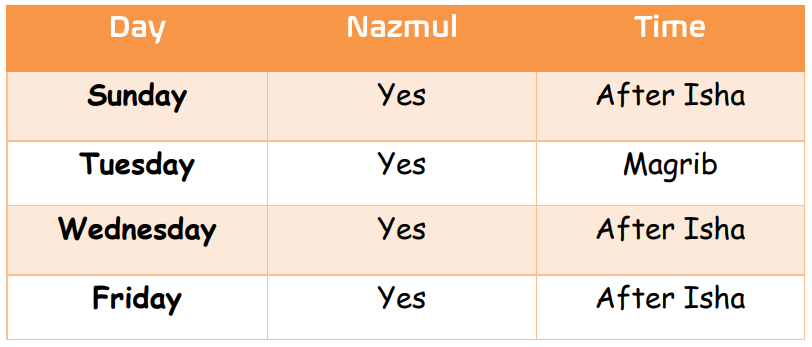 Day Nazmul Time
Sunday Yes After Isha
Tuesday Yes Magrib
Wednesday Yes After Isha
Friday Yes After Isha